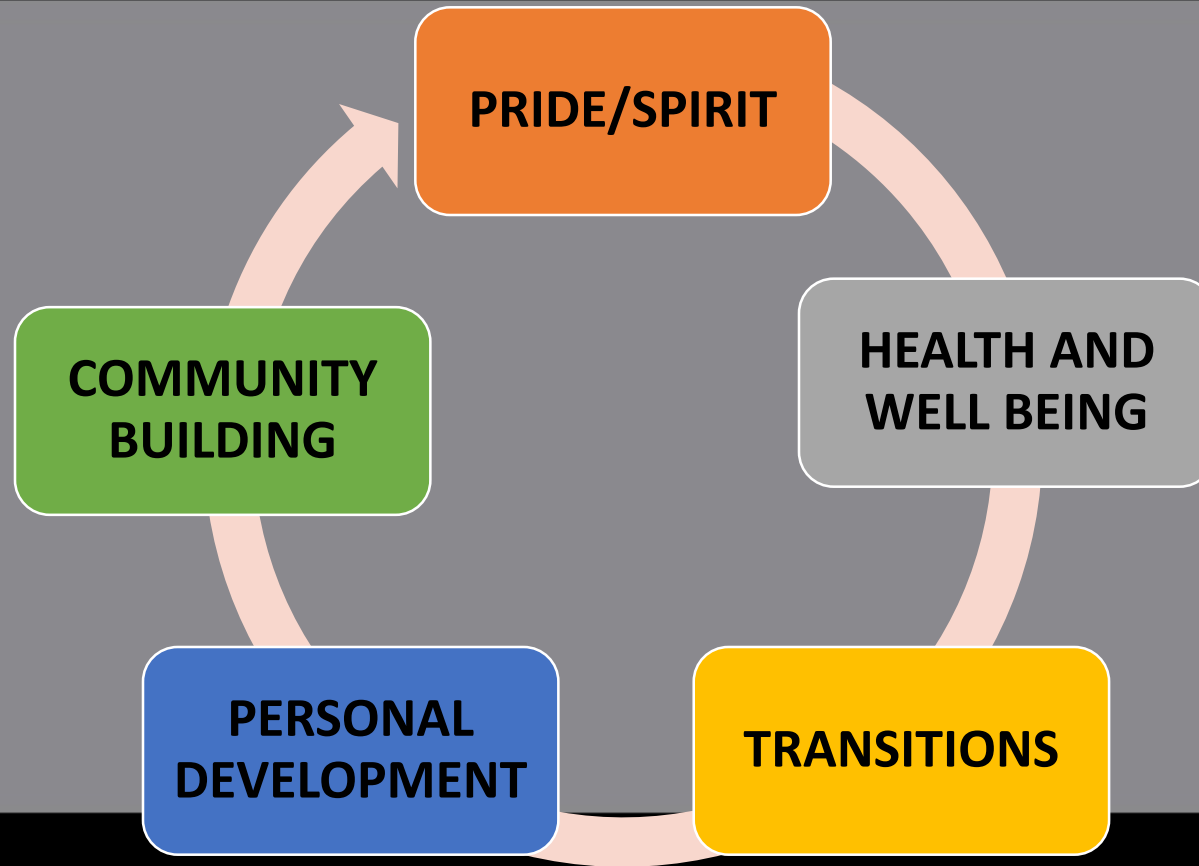 PRIDE/SPIRIT
HEALTH AND
WELL BEING
TRANSITIONS
PERSONAL
DEVELOPMENT
COMMUNITY
BUILDING